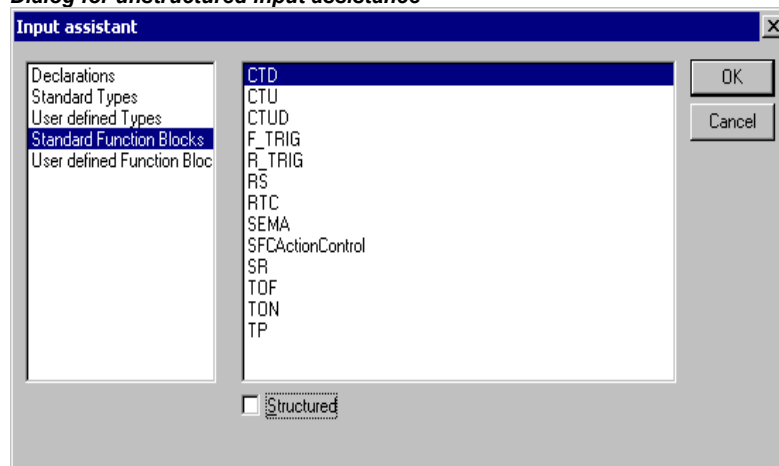 Dialog for unstructured input assistance
Input assistant
Declarations
Standard Types
User defined Types
Standard Function Blocks
User defined Function Bloc
CTD
CTU
CTUD
F_TRIG
R_TRIG
RS
RTC
SEMA
SFCActionControl
SR
TOF
TON
TP
OK
Cancel
Structured